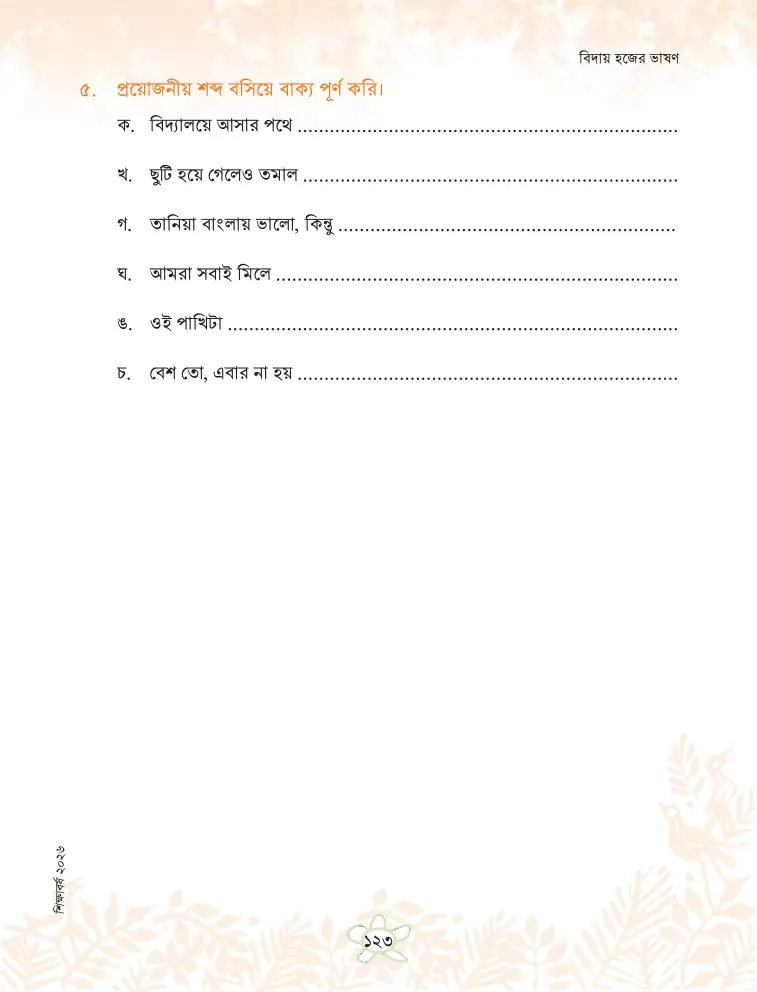 বিদায় হজের ভাষণ
৫. প্রয়োজনীয় শব্দ বসিয়ে বাক্য পূর্ণ করি।
ক. বিদ্যালয়ে আসার পথে .......................................................................
খ. ছুটি হয়ে গেলেও তমাল ......................................................................
গ. তানিয়া বাংলায় ভালো, কিন্তু ...............................................................
ঘ. আমরা সবাই মিলে ...........................................................................
ঙ. ওই পাখিটা ....................................................................................
চ. বেশ তো, এবার না হয় .......................................................................
শিক্ষাবর্ষ ২০২৬
১২৩